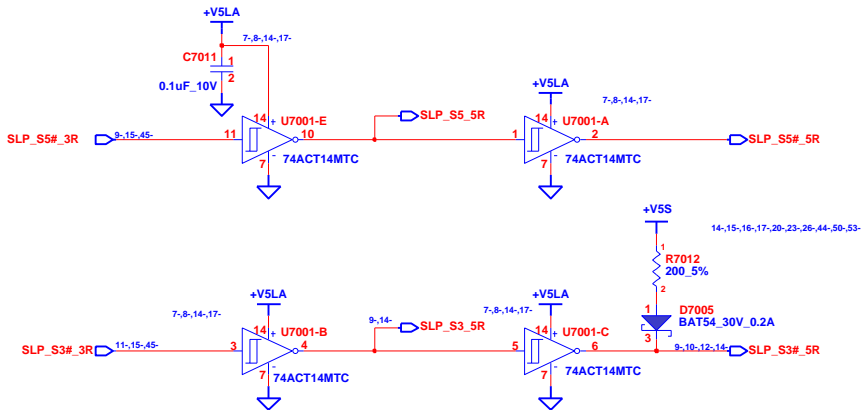 +V5LA
7-,8-,14-,17-
C7011
1
2
0.1uF_10V
14
+
U7001-E
SLP_S5#_3R
9-,15-,45-
11
10
7
-
74ACT14MTC
SLP_S5_5R
+V5LA
7-,8-,14-,17-
14
+
U7001-A
1
2
7
-
74ACT14MTC
SLP_S5#_5R
+V5S
14-,15-,16-,17-,20-,23-,26-,44-,50-,53-
1
R7012
200_5%
2
1
D7005
BAT54_30V_0.2A
3
+V5LA
7-,8-,14-,17-
14
+
U7001-B
SLP_S3#_3R
11-,15-,45-
3
4
7
-
74ACT14MTC
9-,14-
SLP_S3_5R
+V5LA
7-,8-,14-,17-
14
+
U7001-C
5
6
7
-
74ACT14MTC
9-,10-,12-,14-
SLP_S3#_5R